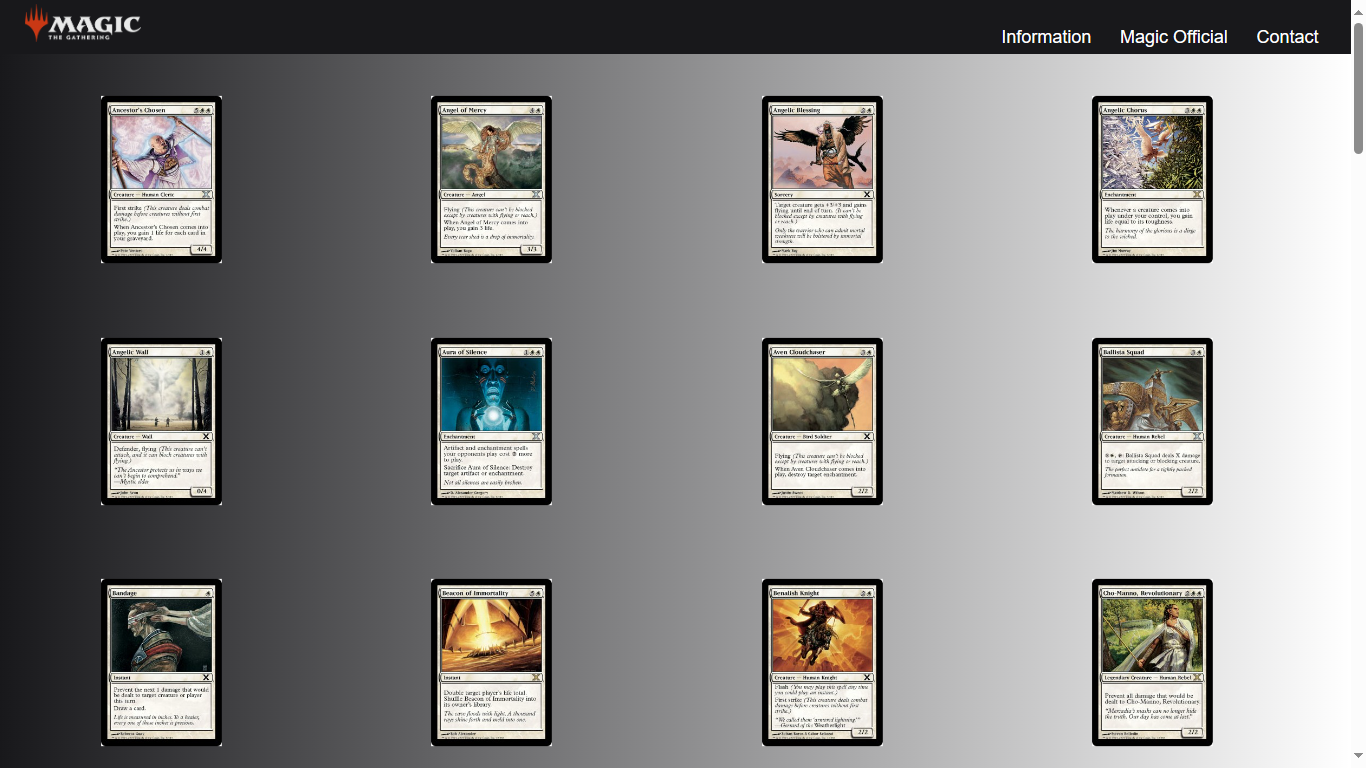 MAGIC
THE GATHERING
Information
Magic Official
Contact
Ancestor's Chosen
Creature — Human Cleric
First strike (This creature deals combat
damage before creatures without first
strike.)
When Ancestor's Chosen comes into
play, you gain 1 life for each card in
your graveyard.
4/4
Angel of Mercy
Creature — Angel
Flying (This creature can't be blocked
except by creatures with flying or reach.)
When Angel of Mercy comes into
play, you gain 3 life.
Every tear shed is a drop of immortality.
3/3
Angelic Blessing
Sorcery
Target creature gets +3/+3 and gains
flying until end of turn. (It can't be
blocked except by creatures with flying
or reach.)
Only the warrior who can admit mortal
weakness will be bolstered by immortal
strength.
Angelic Chorus
Enchantment
Whenever a creature comes into
play under your control, you gain
life equal to its toughness.
The harmony of the glorious is a dirge
to the wicked.
Angelic Wall
Creature — Wall
Defender, flying (This creature can't
attack, and it can block creatures with
flying.)
"The Ancestor protects us in ways we
can't begin to comprehend."
—Mystic elder
0/4
Aura of Silence
Enchantment
Artifact and enchantment spells
your opponents play cost 2 more
to play.
Sacrifice Aura of Silence: Destroy
target artifact or enchantment.
Not all silences are easily broken.
Aven Cloudchaser
Creature — Bird Soldier
Flying (This creature can't be blocked
except by creatures with flying or reach.)
When Aven Cloudchaser comes into
play, destroy target enchantment.
2/2
Ballista Squad
Creature — Human Rebel
Ballista Squad deals X damage
to target attacking or blocking creature.
The perfect antidote for a tightly packed
formation.
2/2
Bandage
Instant
Prevent the next 1 damage that would
be dealt to target creature or player
this turn.
Draw a card.
Life is measured in inches. To a healer,
every one of those inches is precious.
Beacon of Immortality
Instant
Double target player's life total.
Shuffle Beacon of Immortality into
its owner's library.
The cave floods with light. A thousand
rays shine forth and meld into one.
Benalish Knight
Creature — Human Knight
Flash (You may play this spell any time
you could play an instant.)
First strike (This creature deals combat
damage before creatures without first
strike.)
"We called them 'armored lightning.'"
—Gerrard of the Weatherlight
2/2
Cho-Manno, Revolutionary
Legendary Creature — Human Rebel
Prevent all damage that would be
dealt to Cho-Manno, Revolutionary.
"Mercadia's masks can no longer hide
the truth. Our day has come at last."
2/2